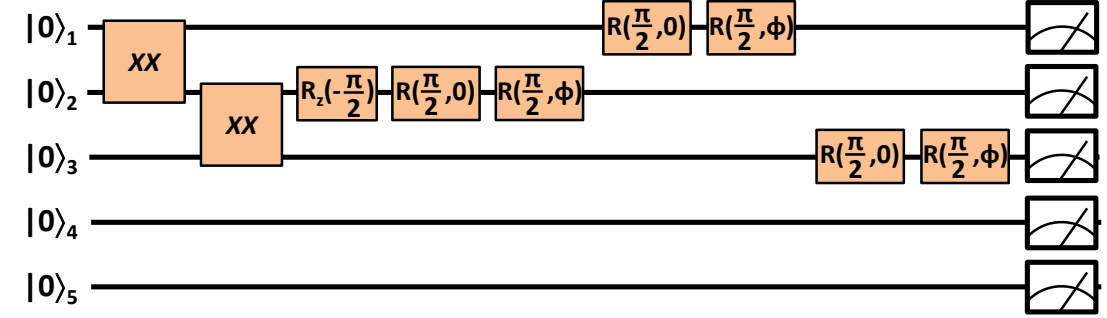 |0⟩₁ R(π/2,0) R(π/2,ϕ)
XX
|0⟩₂ R_z(-π/2) R(π/2,0) R(π/2,ϕ)
XX
|0⟩₃ R(π/2,0) R(π/2,ϕ)
|0⟩₄
|0⟩₅